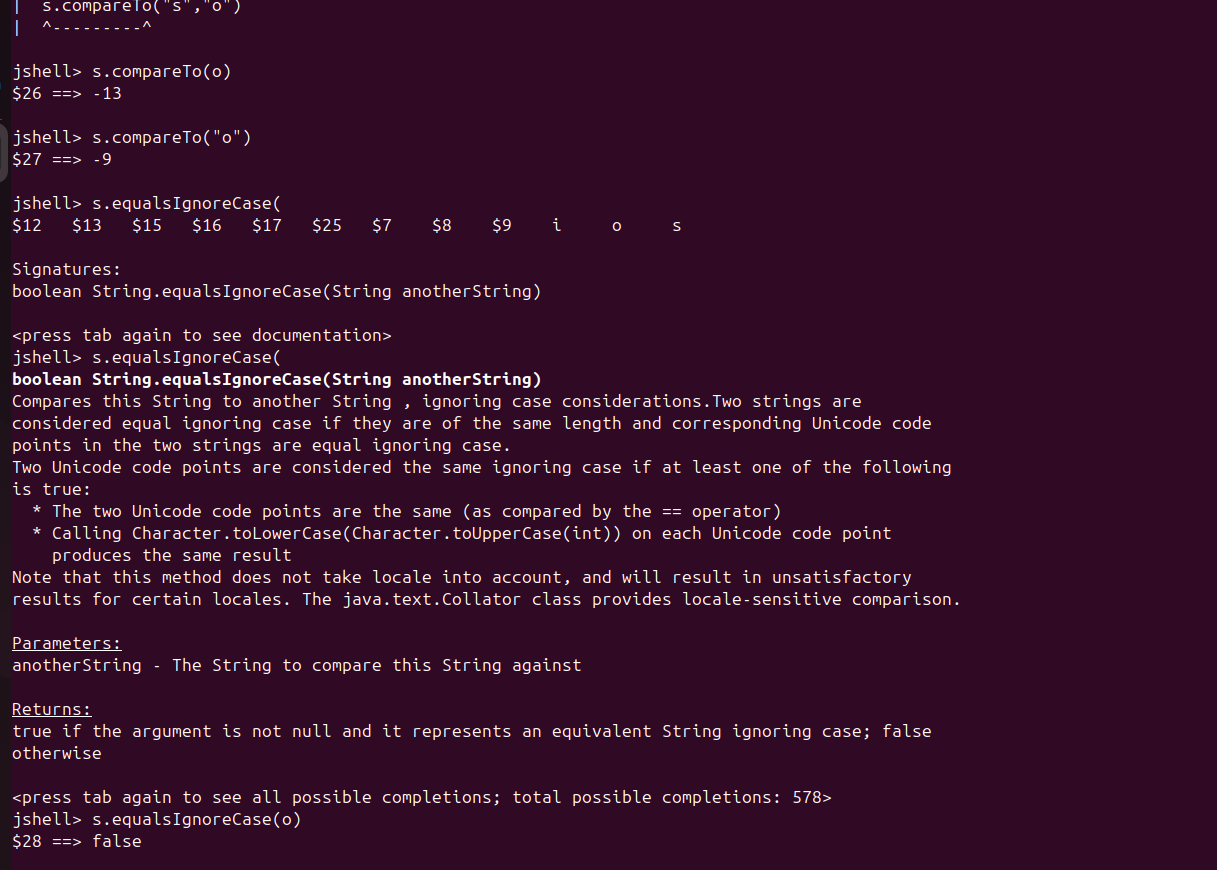 |  s.compareTo("s","o")
|  ^---------^
jshell> s.compareTo(o)
$26 ==> -13
jshell> s.compareTo("o")
$27 ==> -9
jshell> s.equalsIgnoreCase(
$12   $13   $15   $16   $17   $25   $7    $8    $9    i     o     s
Signatures:
boolean String.equalsIgnoreCase(String anotherString)
<press tab again to see documentation>
jshell> s.equalsIgnoreCase(
boolean String.equalsIgnoreCase(String anotherString)
Compares this String to another String , ignoring case considerations.Two strings are
considered equal ignoring case if they are of the same length and corresponding Unicode code
points in the two strings are equal ignoring case.
Two Unicode code points are considered the same ignoring case if at least one of the following
is true:
  * The two Unicode code points are the same (as compared by the == operator)
  * Calling Character.toLowerCase(Character.toUpperCase(int)) on each Unicode code point
    produces the same result
Note that this method does not take locale into account, and will result in unsatisfactory
results for certain locales. The java.text.Collator class provides locale-sensitive comparison.
Parameters:
anotherString - The String to compare this String against
Returns:
true if the argument is not null and it represents an equivalent String ignoring case; false
otherwise
<press tab again to see all possible completions; total possible completions: 578>
jshell> s.equalsIgnoreCase(o)
$28 ==> false